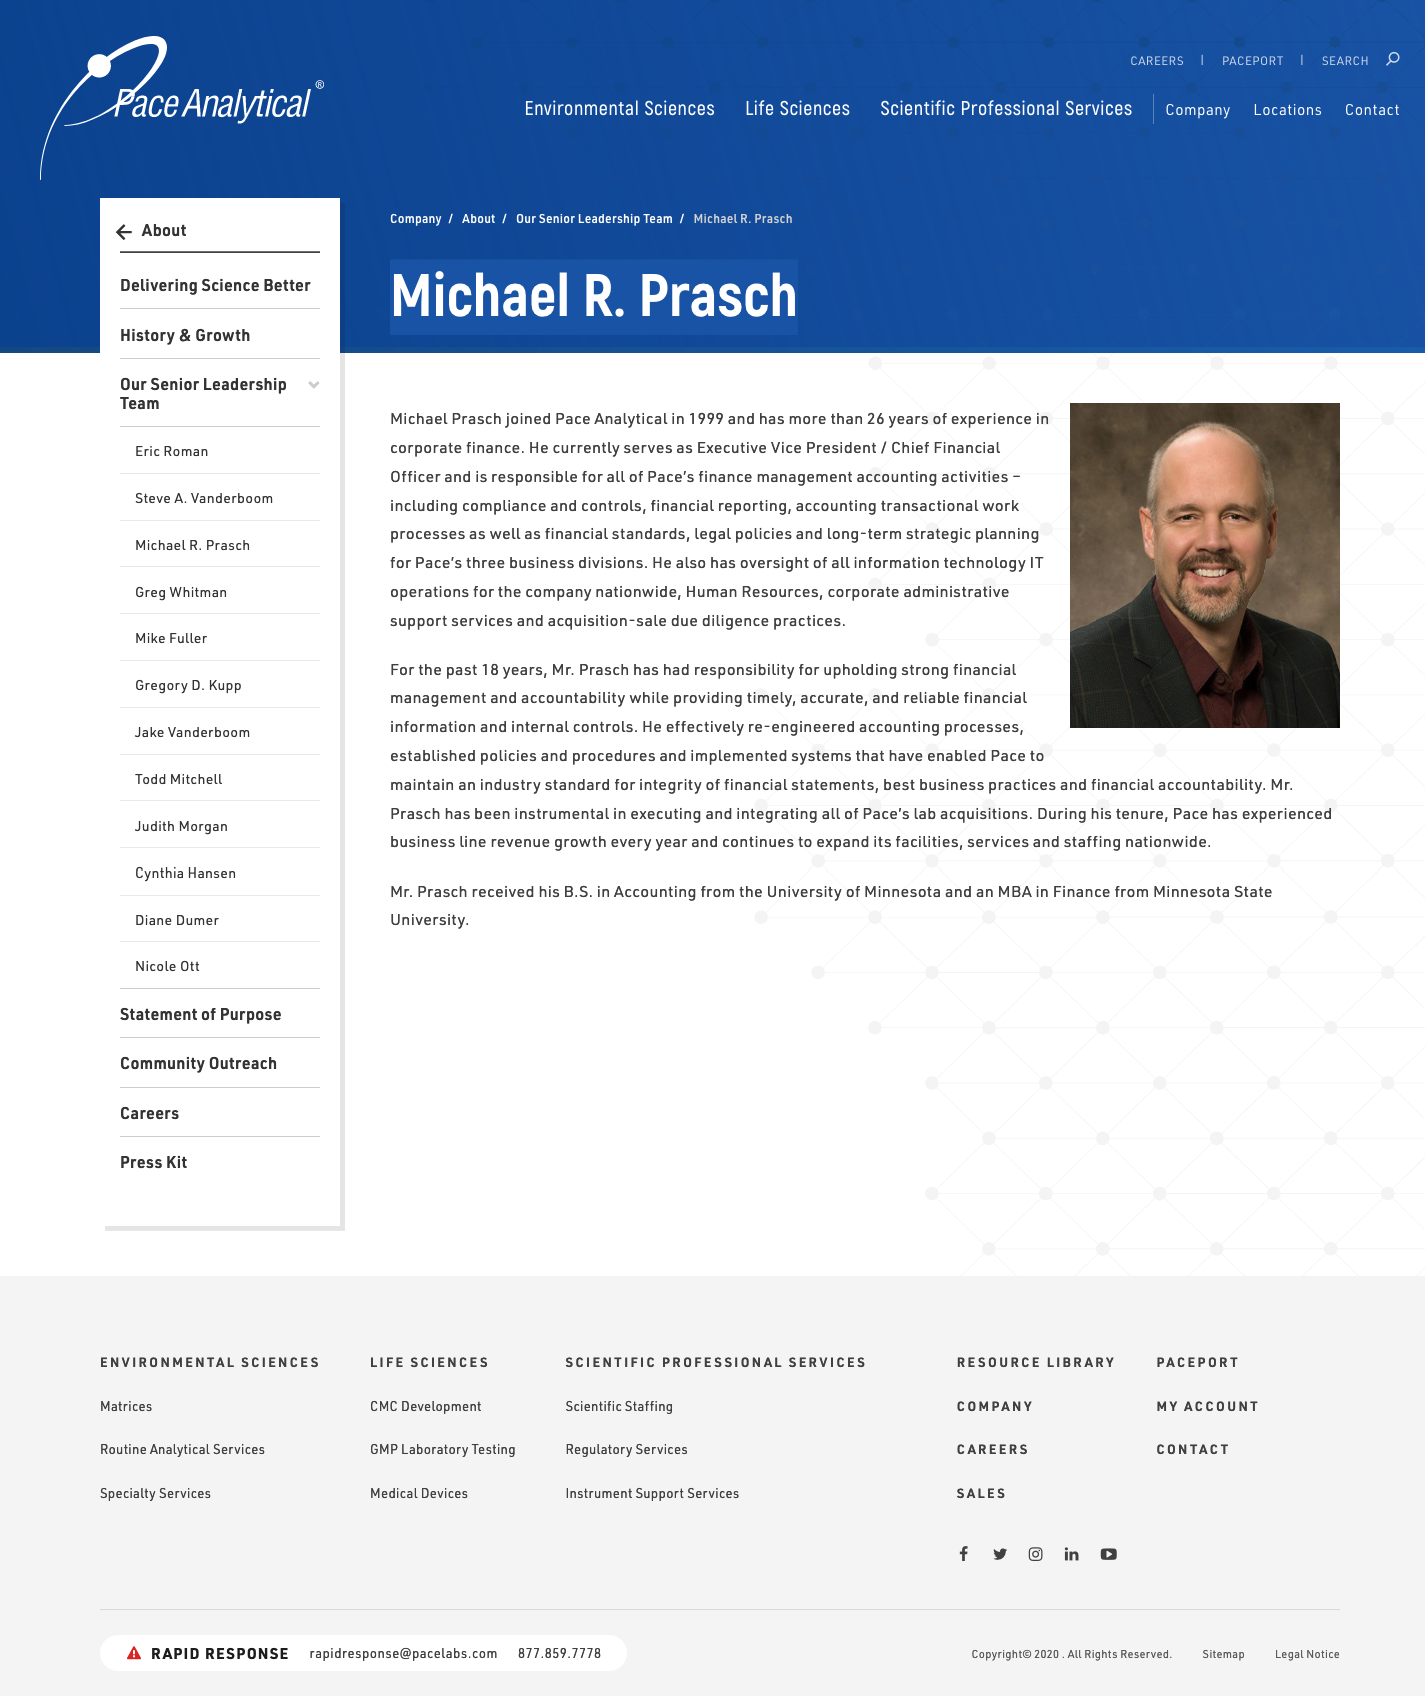 Pace Analytical®
CAREERS | PACEPORT | SEARCH
Environmental Sciences Life Sciences Scientific Professional Services Company Locations Contact
Company / About / Our Senior Leadership Team / Michael R. Prasch
Michael R. Prasch
About
Delivering Science Better
History & Growth
Our Senior Leadership
Team
Eric Roman
Steve A. Vanderboom
Michael R. Prasch
Greg Whitman
Mike Fuller
Gregory D. Kupp
Jake Vanderboom
Todd Mitchell
Judith Morgan
Cynthia Hansen
Diane Dumer
Nicole Ott
Statement of Purpose
Community Outreach
Careers
Press Kit
Michael Prasch joined Pace Analytical in 1999 and has more than 26 years of experience in
corporate finance. He currently serves as Executive Vice President / Chief Financial
Officer and is responsible for all of Pace’s finance management accounting activities –
including compliance and controls, financial reporting, accounting transactional work
processes as well as financial standards, legal policies and long-term strategic planning
for Pace’s three business divisions. He also has oversight of all information technology IT
operations for the company nationwide, Human Resources, corporate administrative
support services and acquisition-sale due diligence practices.
For the past 18 years, Mr. Prasch has had responsibility for upholding strong financial
management and accountability while providing timely, accurate, and reliable financial
information and internal controls. He effectively re-engineered accounting processes,
established policies and procedures and implemented systems that have enabled Pace to
maintain an industry standard for integrity of financial statements, best business practices and financial accountability. Mr.
Prasch has been instrumental in executing and integrating all of Pace’s lab acquisitions. During his tenure, Pace has experienced
business line revenue growth every year and continues to expand its facilities, services and staffing nationwide.
Mr. Prasch received his B.S. in Accounting from the University of Minnesota and an MBA in Finance from Minnesota State
University.
ENVIRONMENTAL SCIENCES
Matrices
Routine Analytical Services
Specialty Services
LIFE SCIENCES
CMC Development
GMP Laboratory Testing
Medical Devices
SCIENTIFIC PROFESSIONAL SERVICES
Scientific Staffing
Regulatory Services
Instrument Support Services
RESOURCE LIBRARY
COMPANY
CAREERS
SALES
PACEPORT
MY ACCOUNT
CONTACT
RAPID RESPONSE rapidresponse@pacelabs.com 877.859.7778
Copyright© 2020 . All Rights Reserved. Sitemap Legal Notice